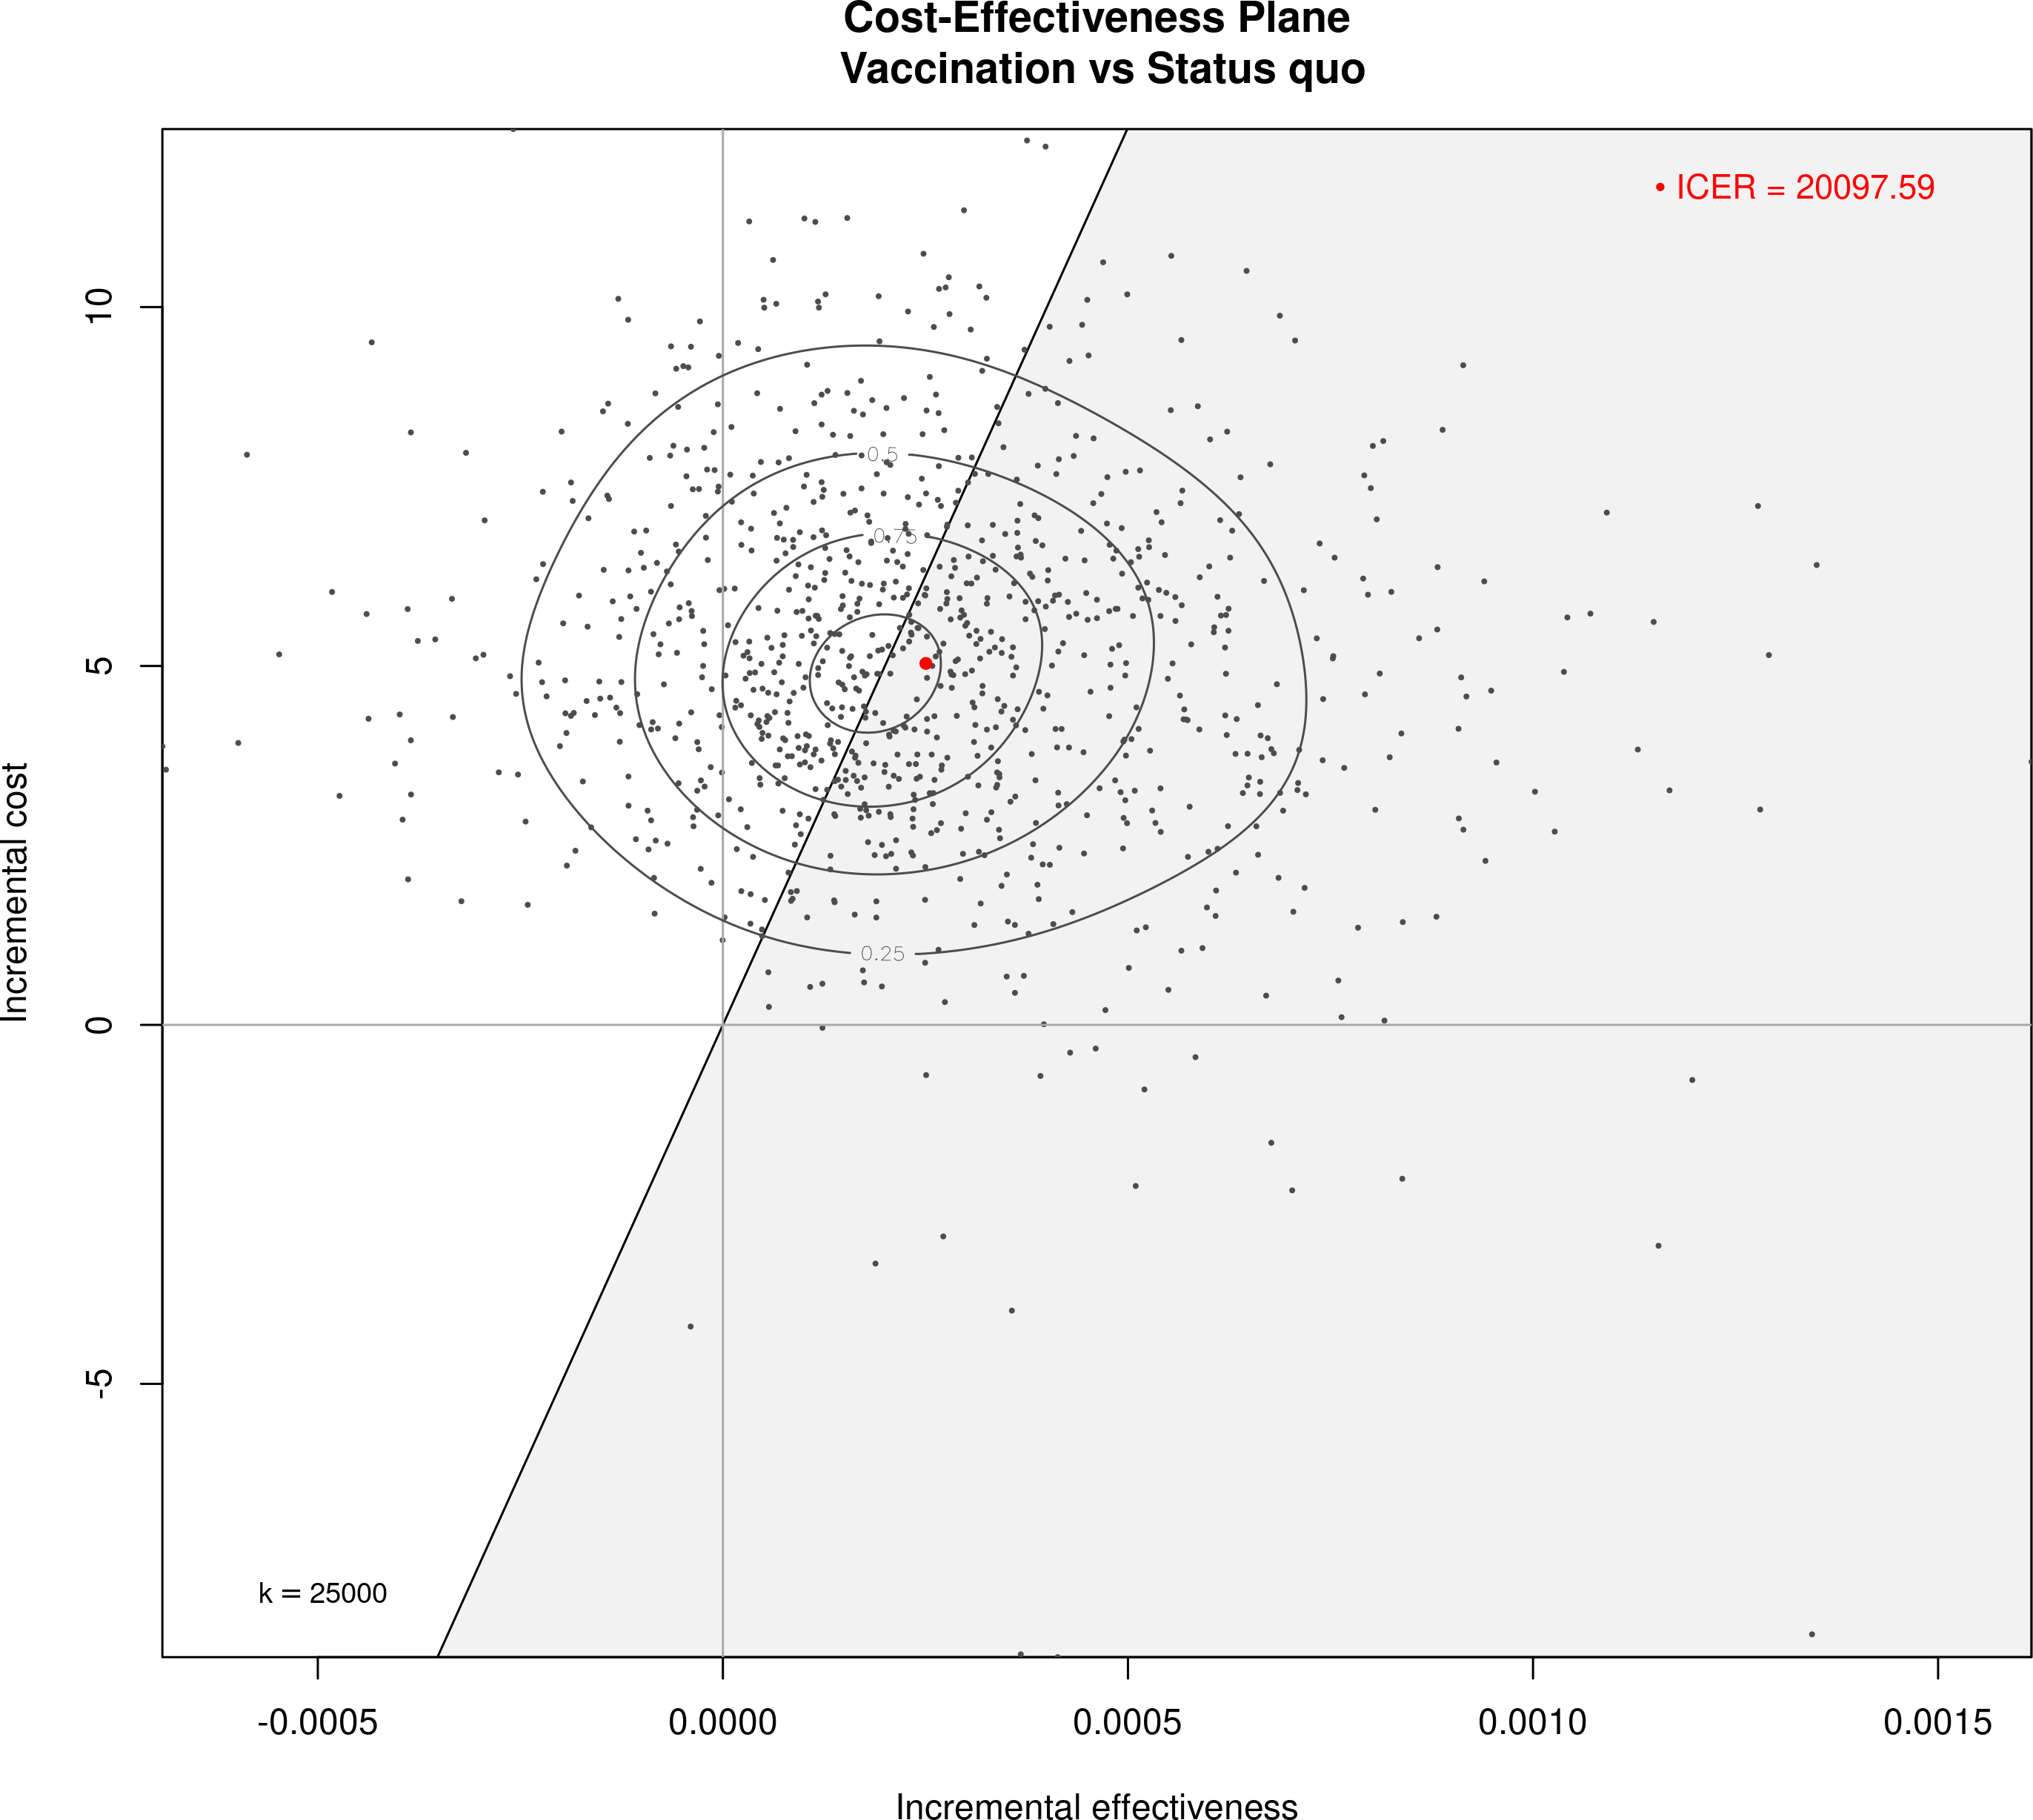 Cost-Effectiveness Plane
Vaccination vs Status quo
ICER = 20097.59
10
5
0
-5
Incremental cost
0.5
0.75
0.25
k = 25000
-0.0005
0.0000
0.0005
0.0010
0.0015
Incremental effectiveness